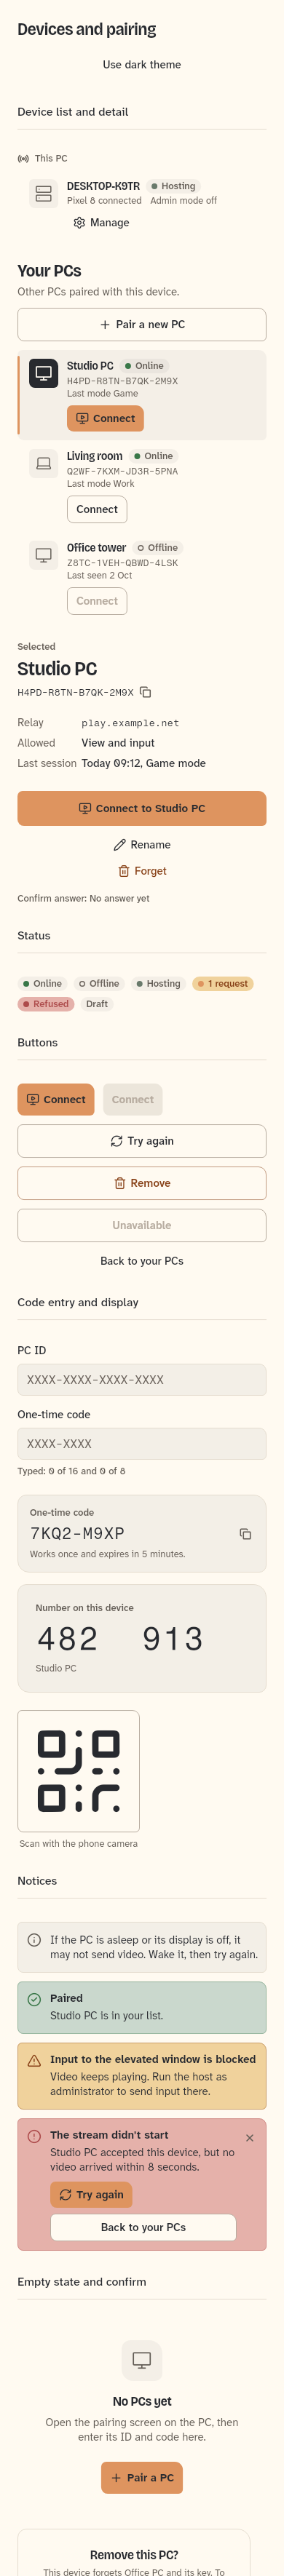 Devices and pairing
Use dark theme
Device list and detail
This PC
DESKTOP-K9TR
Hosting
Pixel 8 connected Admin mode off
Manage
Your PCs
Other PCs paired with this device.
Pair a new PC
Studio PC
Online
H4PD-R8TN-B7QK-2M9X
Last mode Game
Connect
Living room
Online
Q2WF-7KXM-JD3R-5PNA
Last mode Work
Connect
Office tower
Offline
Z8TC-1VEH-QBWD-4LSK
Last seen 2 Oct
Connect
Selected
Studio PC
H4PD-R8TN-B7QK-2M9X
Relay play.example.net
Allowed View and input
Last session Today 09:12, Game mode
Connect to Studio PC
Rename
Forget
Confirm answer: No answer yet
Status
Online Offline Hosting 1 request
Refused Draft
Buttons
Connect Connect
Try again
Remove
Unavailable
Back to your PCs
Code entry and display
PC ID
XXXX-XXXX-XXXX-XXXX
One-time code
XXXX-XXXX
Typed: 0 of 16 and 0 of 8
One-time code
7KQ2-M9XP
Works once and expires in 5 minutes.
Number on this device
482 913
Studio PC
Scan with the phone camera
Notices
If the PC is asleep or its display is off, it
may not send video. Wake it, then try again.
Paired
Studio PC is in your list.
Input to the elevated window is blocked
Video keeps playing. Run the host as
administrator to send input there.
The stream didn't start
Studio PC accepted this device, but no
video arrived within 8 seconds.
Try again
Back to your PCs
Empty state and confirm
No PCs yet
Open the pairing screen on the PC, then
enter its ID and code here.
Pair a PC
Remove this PC?
This device forgets Office PC and its key. To